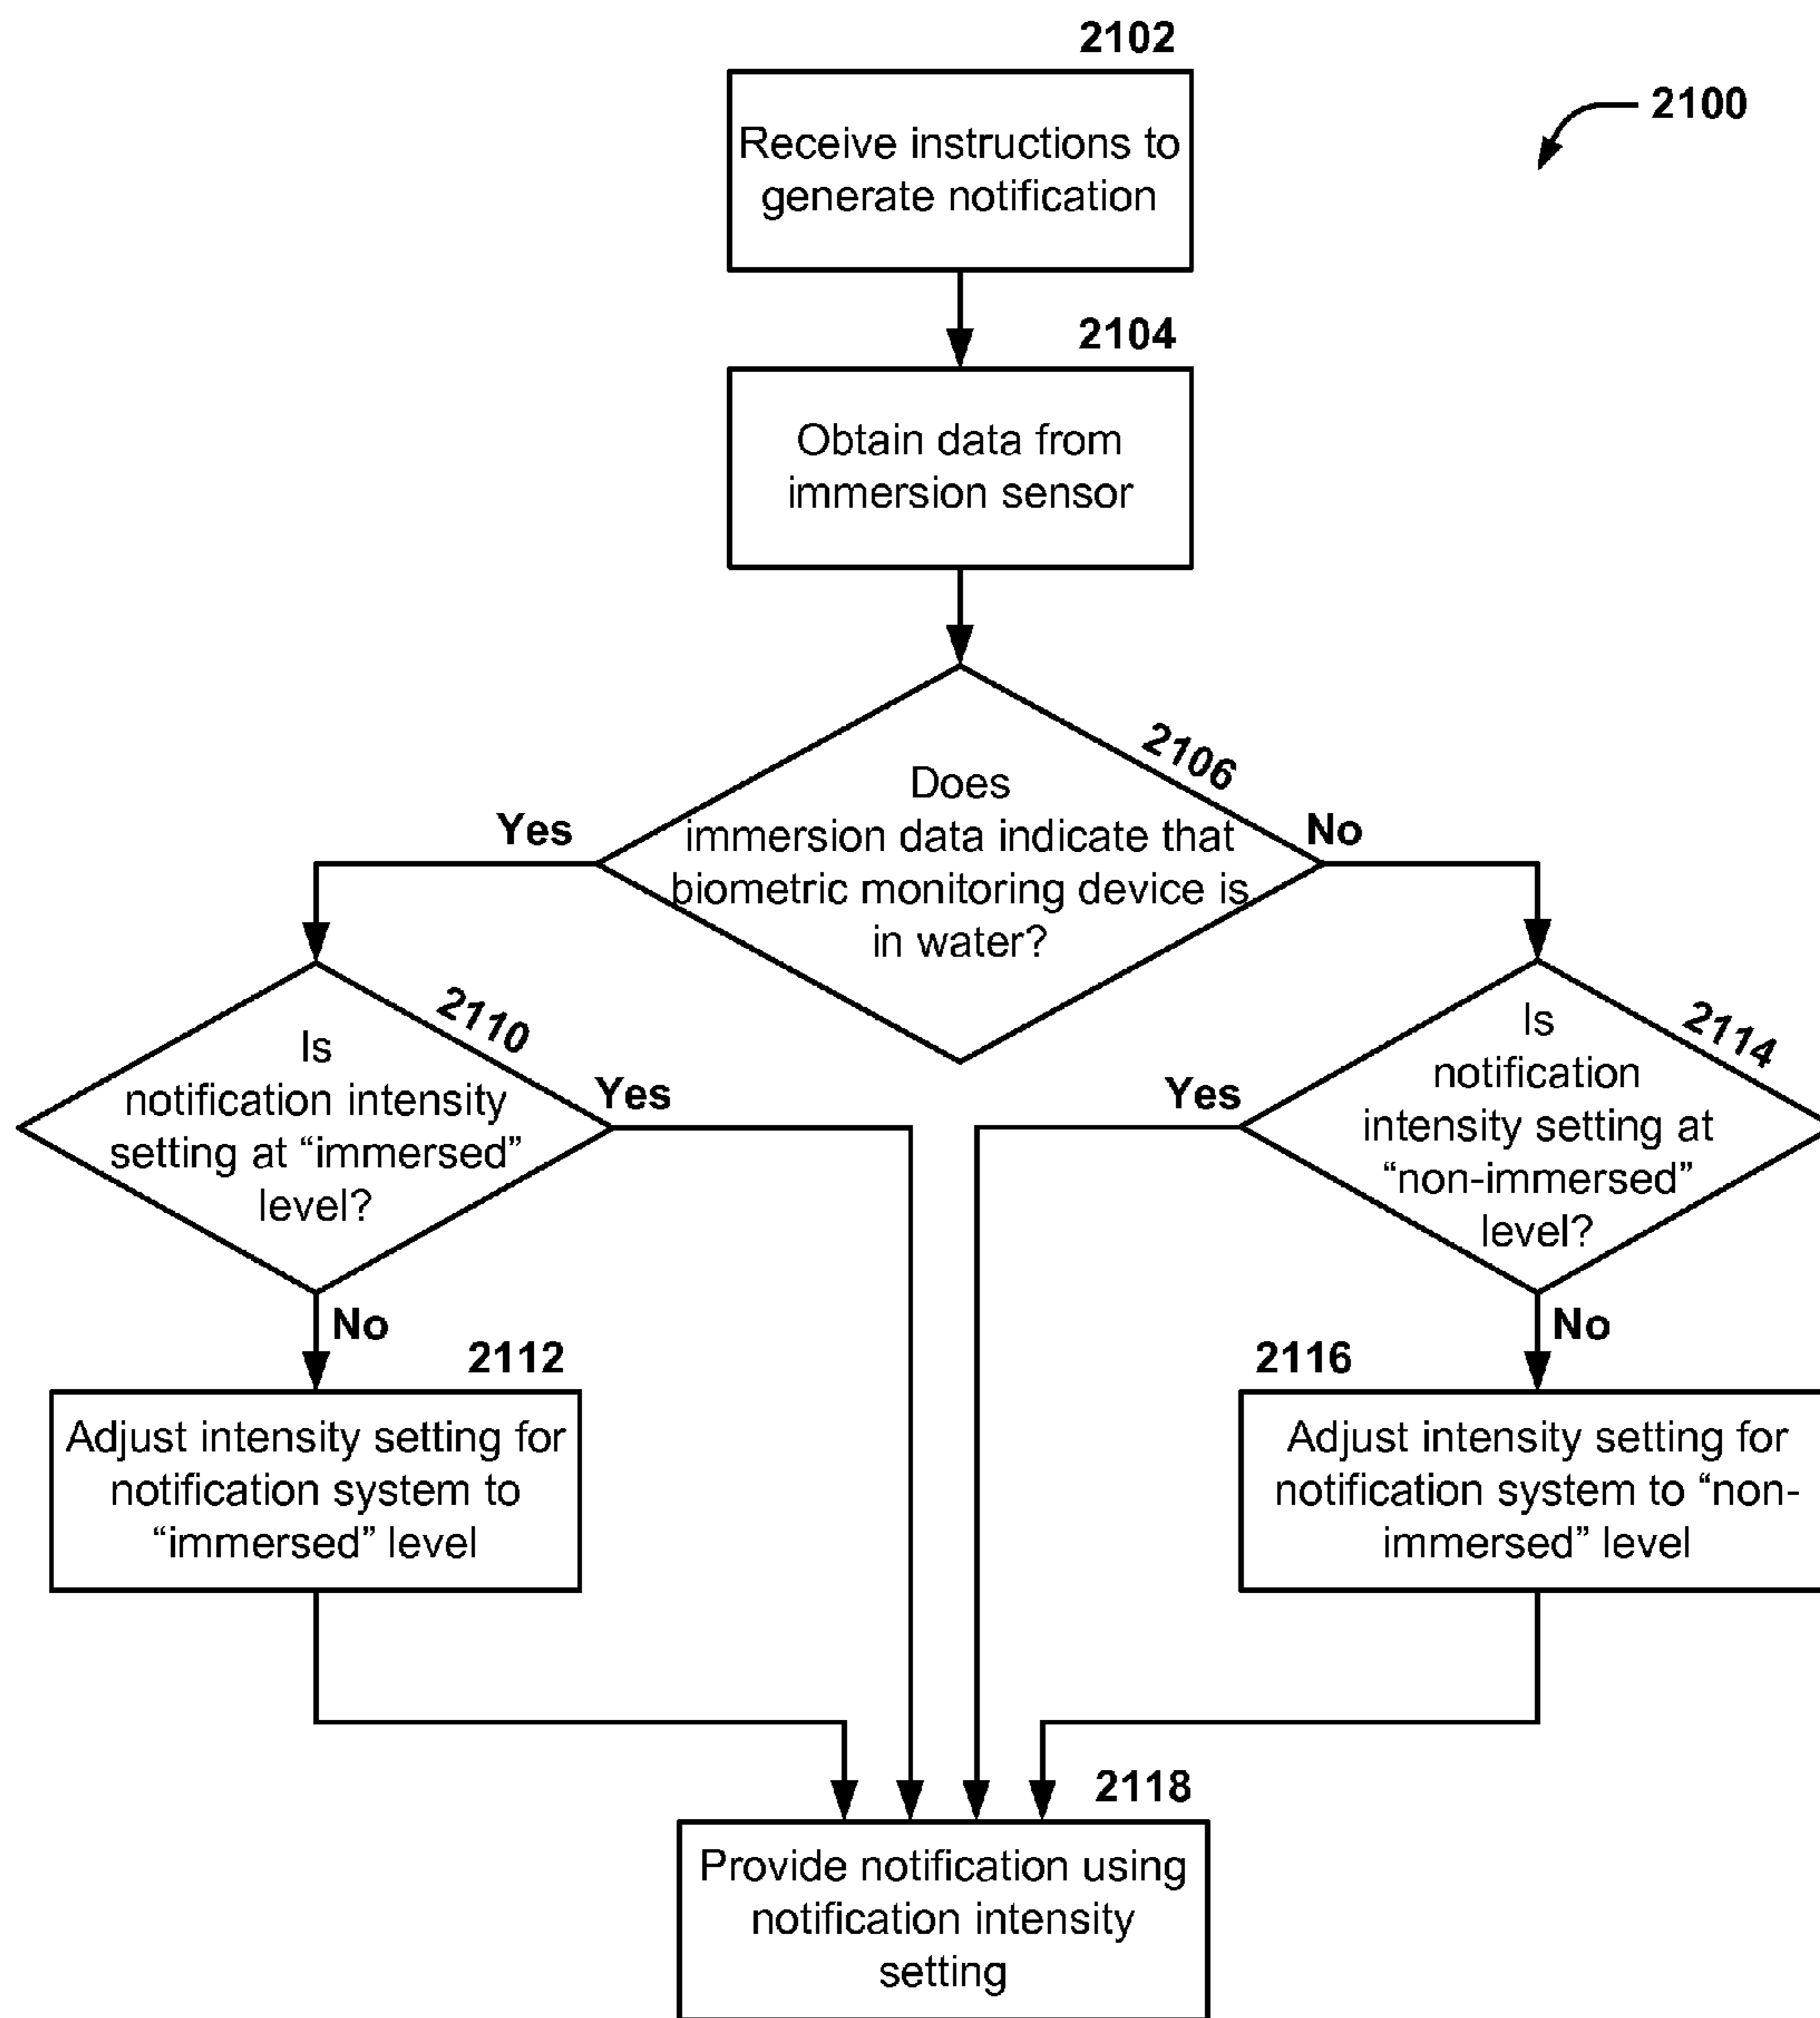 2102
2100
Receive instructions to
generate notification
2104
Obtain data from
immersion sensor
2106
Does
immersion data indicate that
biometric monitoring device is
in water?
Yes
No
2110
Is
notification intensity
setting at “immersed”
level?
Yes
No
2114
Is
notification
intensity setting at
“non-immersed”
level?
Yes
No
2112
Adjust intensity setting for
notification system to
“immersed” level
2116
Adjust intensity setting for
notification system to “non-
immersed” level
2118
Provide notification using
notification intensity
setting